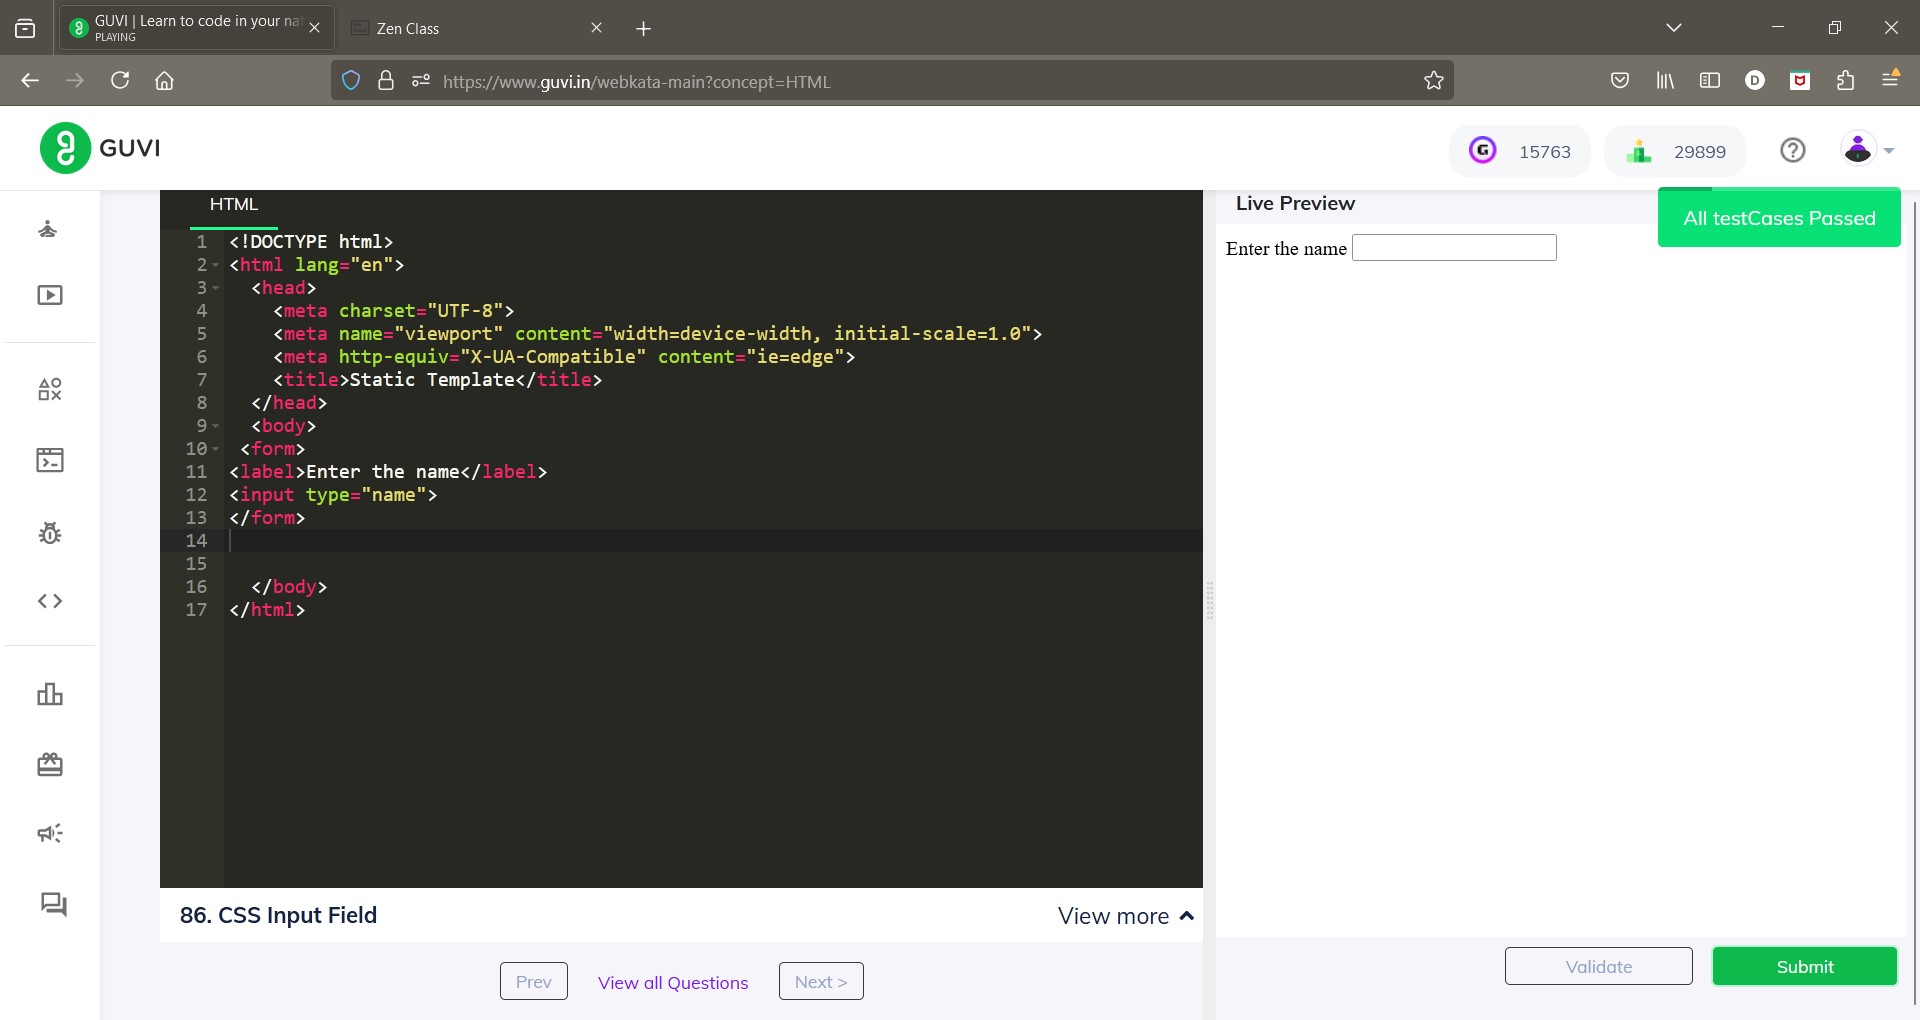 GUVI | Learn to code in your nat
PLAYING
Zen Class
https://www.guvi.in/webkata-main?concept=HTML
D
GUVI
G
15763
29899
HTML
Live Preview
All testCases Passed
Enter the name
1 <!DOCTYPE html>
2 <html lang="en">
3 <head>
4 <meta charset="UTF-8">
5 <meta name="viewport" content="width=device-width, initial-scale=1.0">
6 <meta http-equiv="X-UA-Compatible" content="ie=edge">
7 <title>Static Template</title>
8 </head>
9 <body>
10 <form>
11 <label>Enter the name</label>
12 <input type="name">
13 </form>
14
15
16 </body>
17 </html>
86. CSS Input Field
View more
Prev
View all Questions
Next >
Validate
Submit